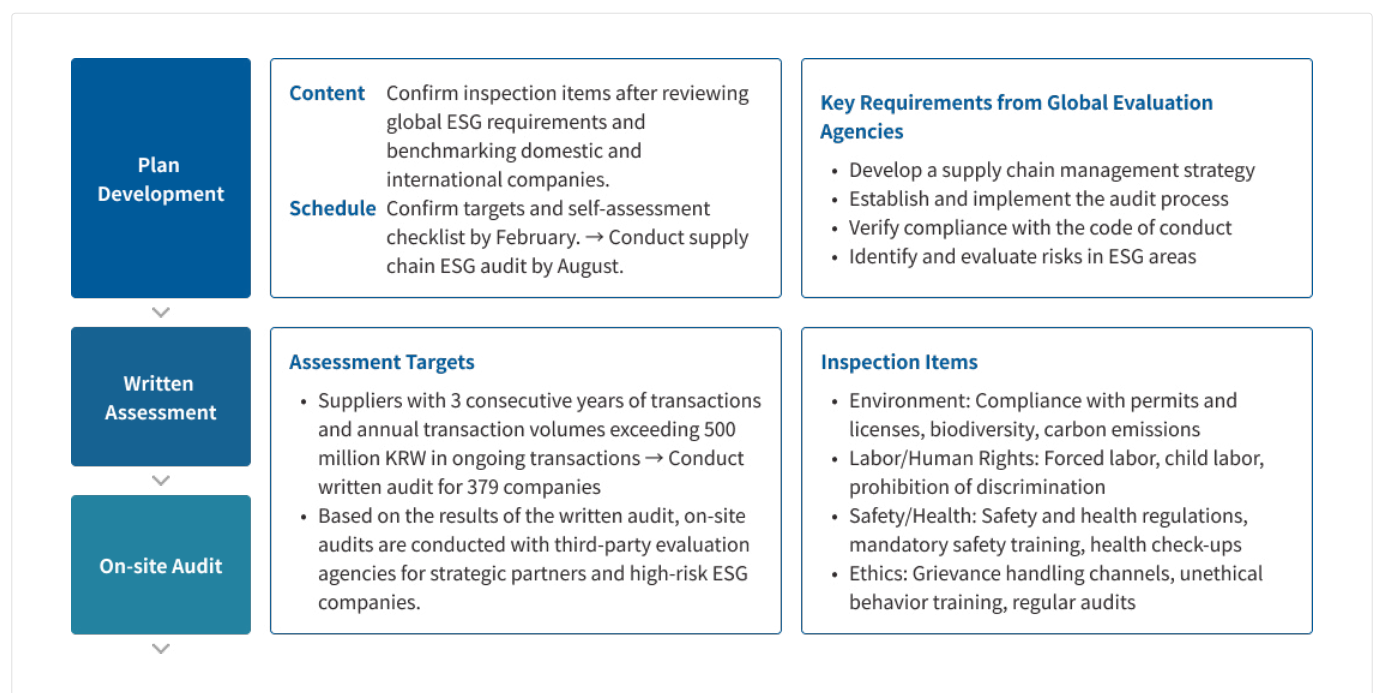 Plan
Development
Content Confirm inspection items after reviewing
global ESG requirements and
benchmarking domestic and
international companies.
Schedule Confirm targets and self-assessment
checklist by February. → Conduct supply
chain ESG audit by August.
Key Requirements from Global Evaluation
Agencies
• Develop a supply chain management strategy
• Establish and implement the audit process
• Verify compliance with the code of conduct
• Identify and evaluate risks in ESG areas
Written
Assessment
On-site Audit
Assessment Targets
• Suppliers with 3 consecutive years of transactions
and annual transaction volumes exceeding 500
million KRW in ongoing transactions → Conduct
written audit for 379 companies
• Based on the results of the written audit, on-site
audits are conducted with third-party evaluation
agencies for strategic partners and high-risk ESG
companies.
Inspection Items
• Environment: Compliance with permits and
licenses, biodiversity, carbon emissions
• Labor/Human Rights: Forced labor, child labor,
prohibition of discrimination
• Safety/Health: Safety and health regulations,
mandatory safety training, health check-ups
• Ethics: Grievance handling channels, unethical
behavior training, regular audits